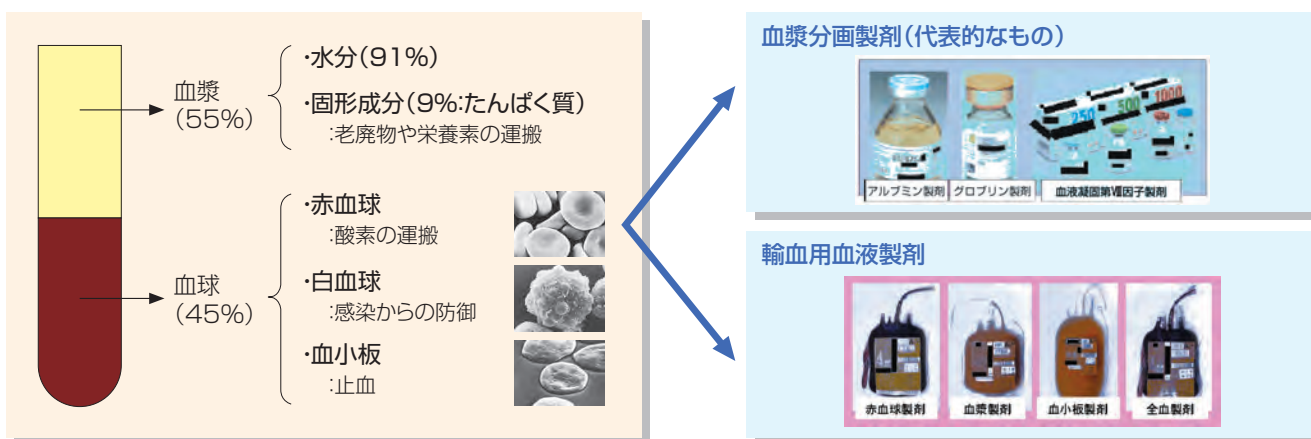 血漿
(55%)
・水分(91%)
・固形成分(9%:たんぱく質)
:老廃物や栄養素の運搬
血球
(45%)
・赤血球
:酸素の運搬
・白血球
:感染からの防御
・血小板
:止血
血漿分画製剤(代表的なもの)
250
500
1000
アルブミン製剤
グロブリン製剤
血液凝固第Ⅷ因子製剤
輸血用血液製剤
赤血球製剤
血漿製剤
血小板製剤
全血製剤